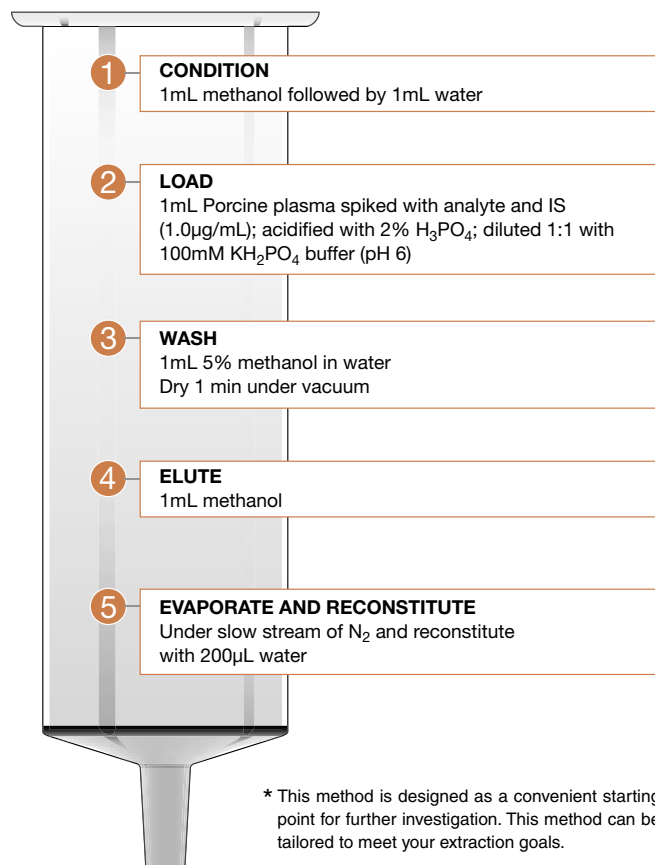 1
CONDITION
1mL methanol followed by 1mL water
2
LOAD
1mL Porcine plasma spiked with analyte and IS
(1.0µg/mL); acidified with 2% H₃PO₄; diluted 1:1 with
100mM KH₂PO₄ buffer (pH 6)
3
WASH
1mL 5% methanol in water
Dry 1 min under vacuum
4
ELUTE
1mL methanol
5
EVAPORATE AND RECONSTITUTE
Under slow stream of N₂ and reconstitute
with 200µL water
* This method is designed as a convenient starting
point for further investigation. This method can be
tailored to meet your extraction goals.